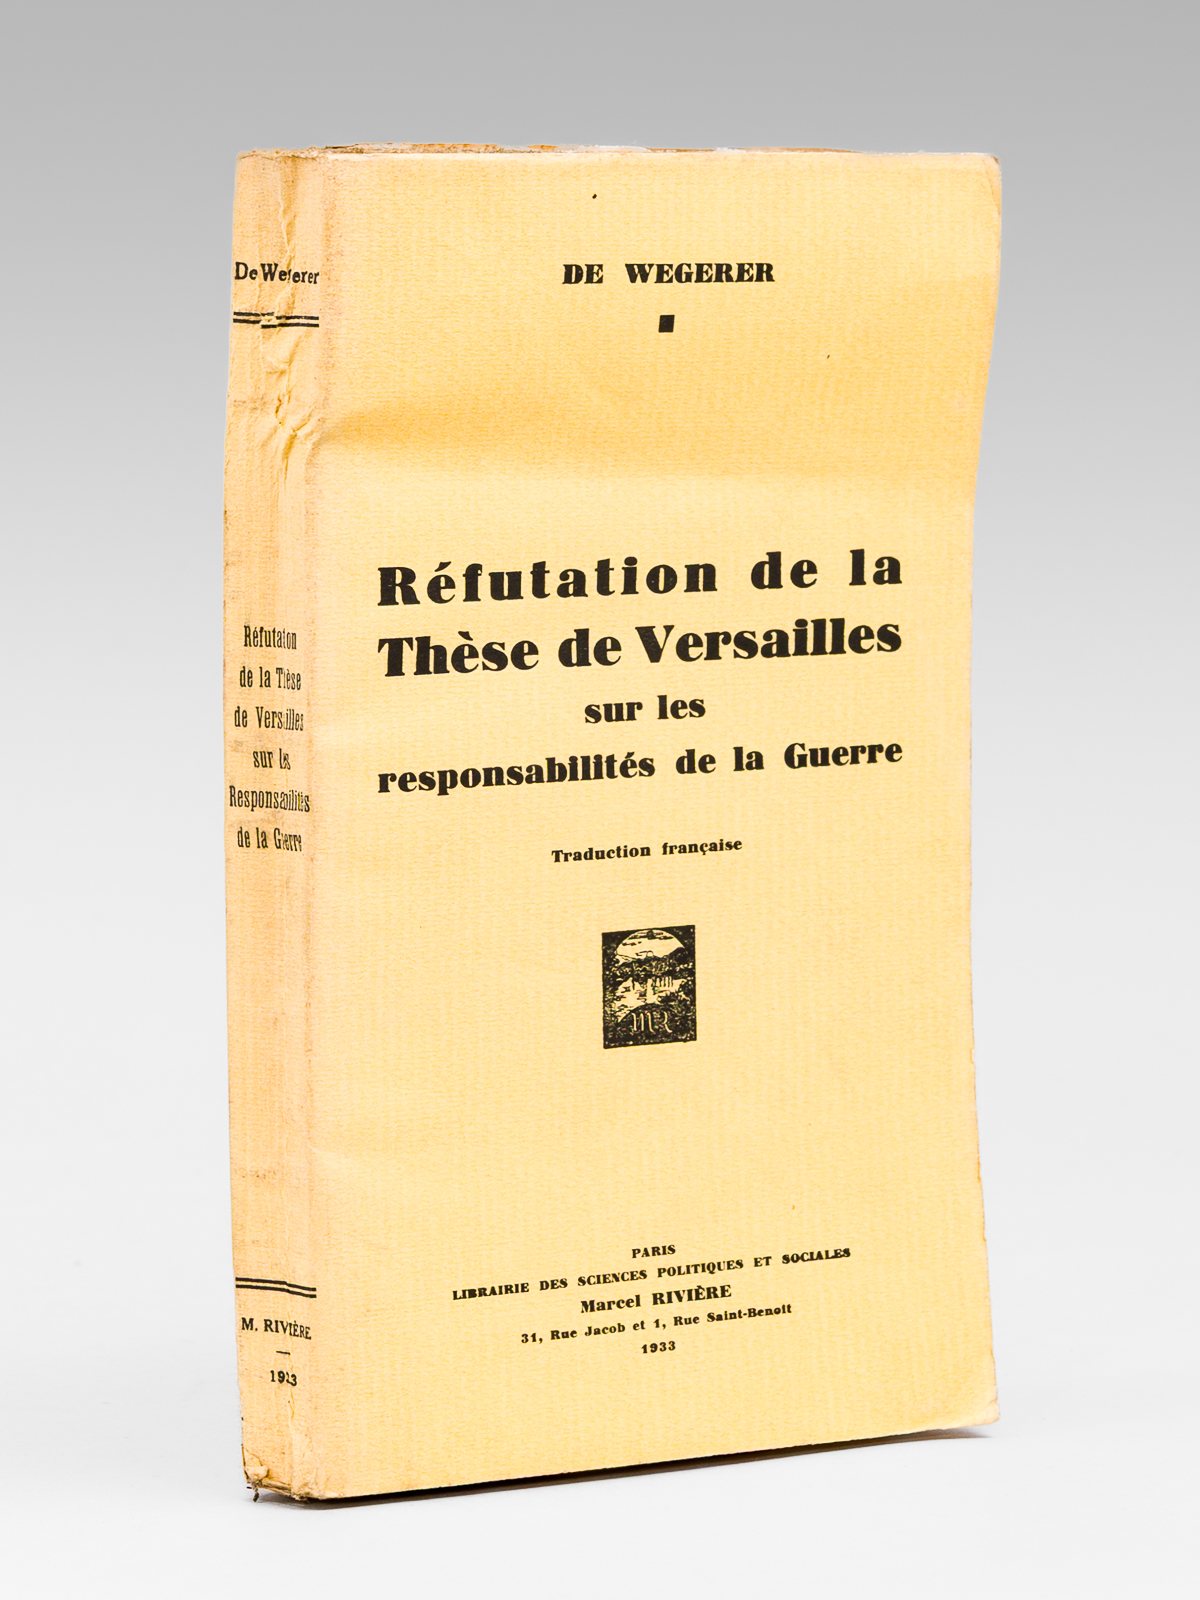 De Wegerer
Réfutation
de la Thèse
de Versailles
sur les
Responsabilités
de la Guerre
M. RIVIÈRE
1933
DE WEGERER
Réfutation de la
Thèse de Versailles
sur les
responsabilités de la Guerre
Traduction française
MR
PARIS
LIBRAIRIE DES SCIENCES POLITIQUES ET SOCIALES
Marcel RIVIÈRE
31, Rue Jacob et 1, Rue Saint-Benoit
1933